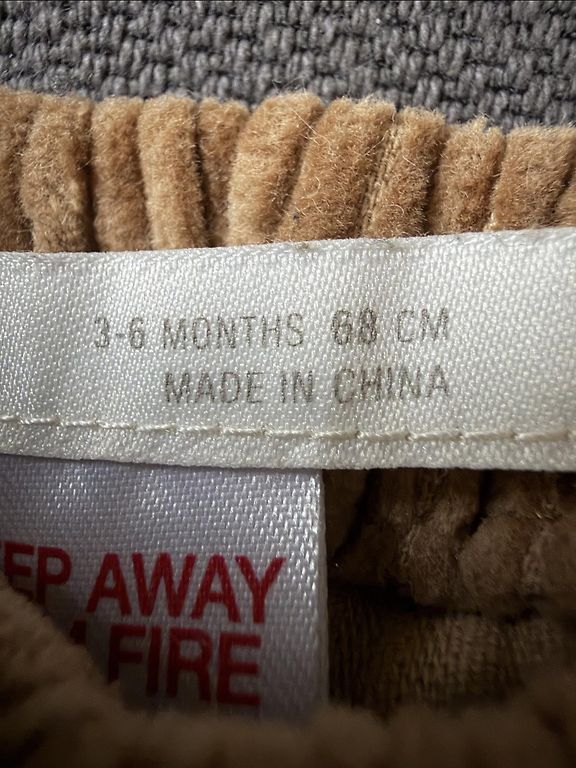 3-6 MONTHS 68 CM
MADE IN CHINA
EP AWAY
FIRE